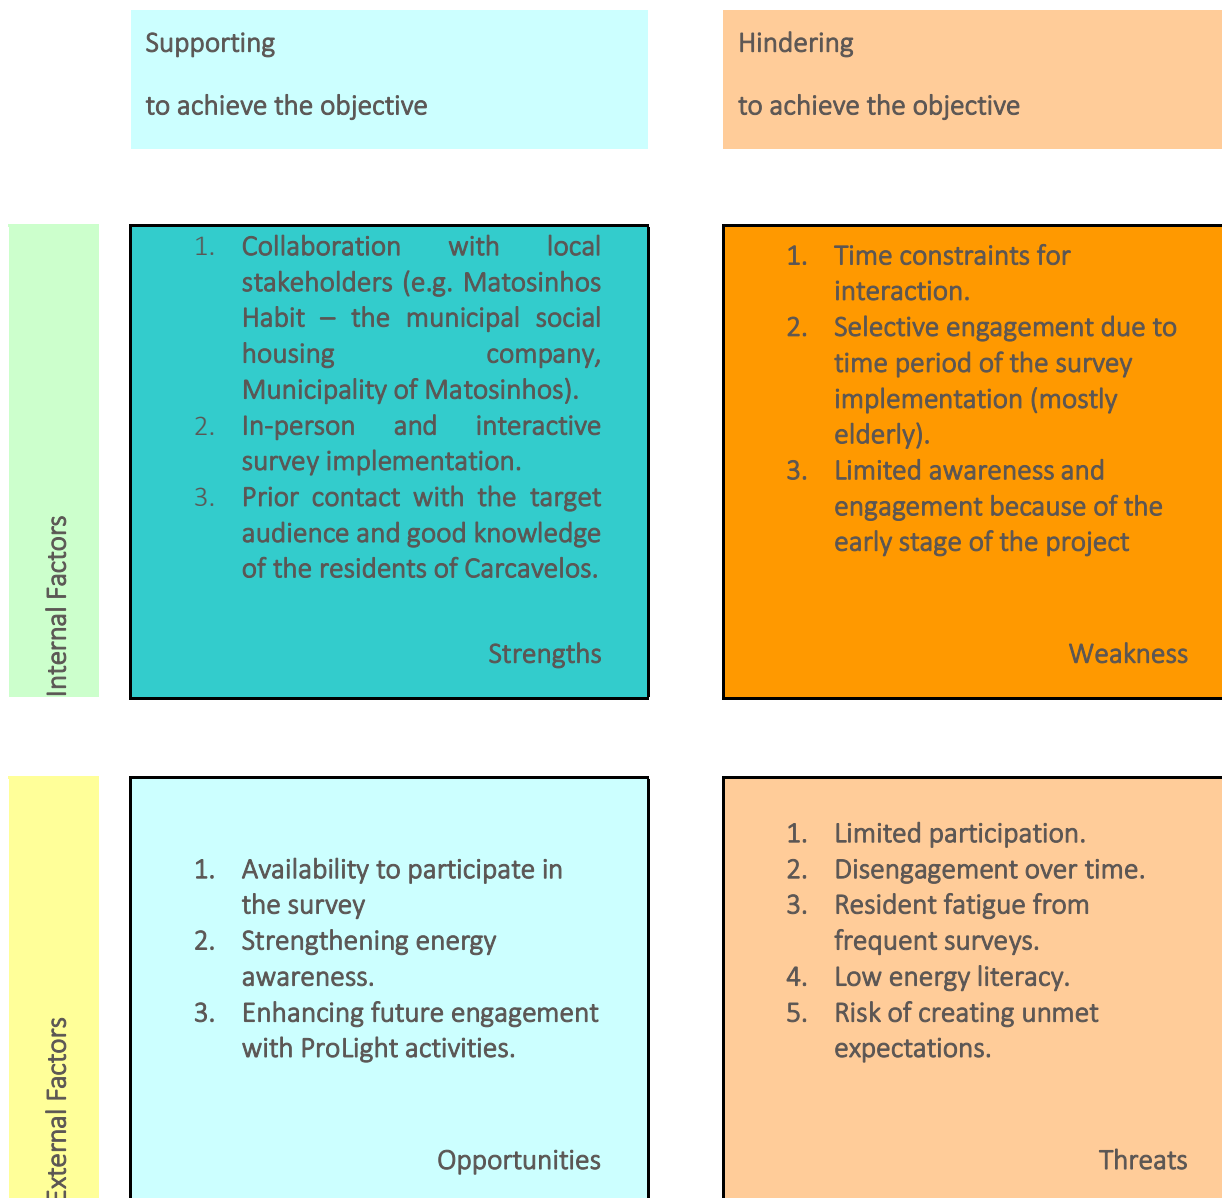 Supporting
to achieve the objective
Hindering
to achieve the objective
Internal Factors
1. Collaboration with local
stakeholders (e.g. Matosinhos
Habit – the municipal social
housing company,
Municipality of Matosinhos).
2. In-person and interactive
survey implementation.
3. Prior contact with the target
audience and good knowledge
of the residents of Carcavelos.
Strengths
1. Time constraints for
interaction.
2. Selective engagement due to
time period of the survey
implementation (mostly
elderly).
3. Limited awareness and
engagement because of the
early stage of the project
Weakness
External Factors
1. Availability to participate in
the survey
2. Strengthening energy
awareness.
3. Enhancing future engagement
with ProLight activities.
Opportunities
1. Limited participation.
2. Disengagement over time.
3. Resident fatigue from
frequent surveys.
4. Low energy literacy.
5. Risk of creating unmet
expectations.
Threats